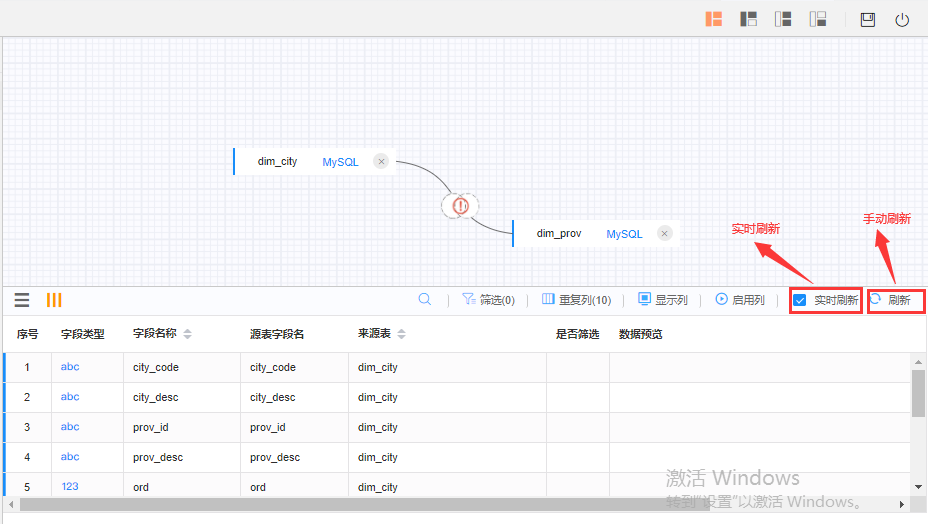 dim_city MySQL
dim_prov MySQL
实时刷新
手动刷新
筛选(0) 重复列(10) 显示列 启用列 实时刷新 刷新
序号 字段类型 字段名称 源表字段名 来源表 是否筛选 数据预览
1 abc city_code city_code dim_city
2 abc city_desc city_desc dim_city
3 abc prov_id prov_id dim_city
4 abc prov_desc prov_desc dim_city
5 123 ord ord dim_city
激活 Windows
转到"设置"以激活 Windows。